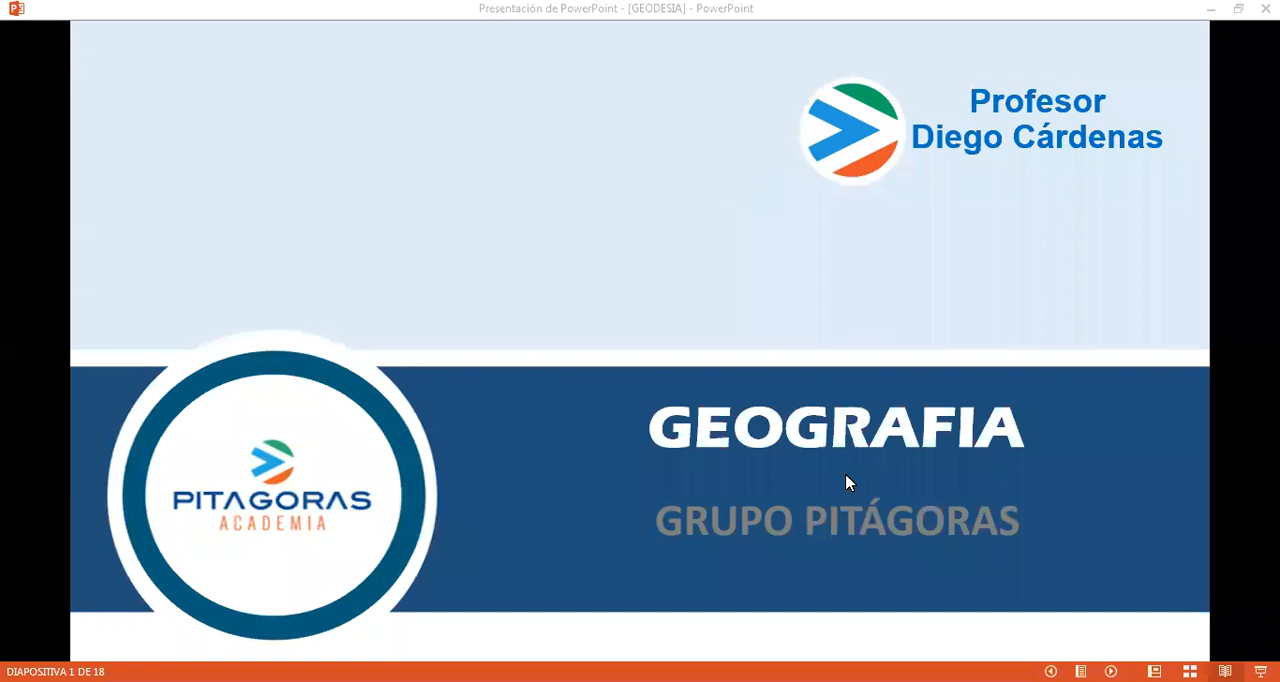 Presentación de PowerPoint - [GEODESIA] - PowerPoint
Profesor
Diego Cárdenas
GEOGRAFIA
GRUPO PITÁGORAS
PITAGORAS
ACADEMIA
DIAPOSITIVA 1 DE 18